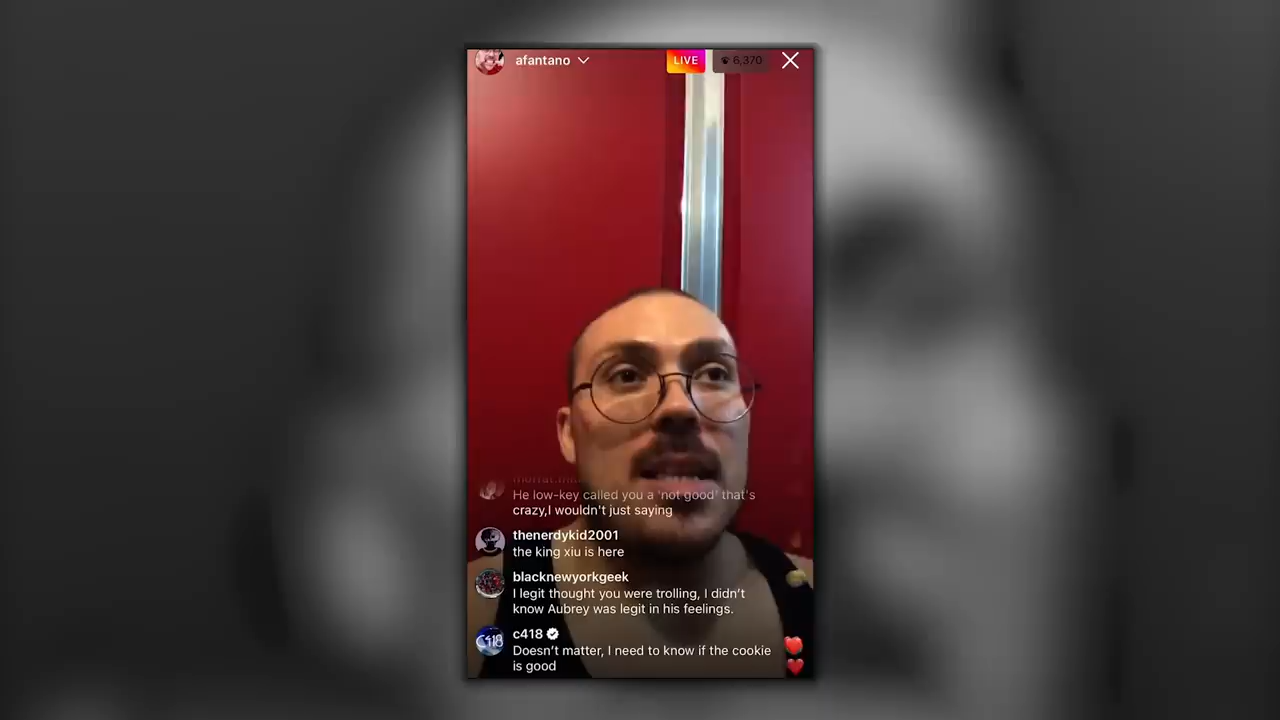 afantano
LIVE
6,370
He low-key called you a 'not good' that's
crazy,I wouldn't just saying
thenerdykid2001
the king xiu is here
blacknewyorkgeek
I legit thought you were trolling, I didn't
know Aubrey was legit in his feelings.
c418
Doesn't matter, I need to know if the cookie
is good